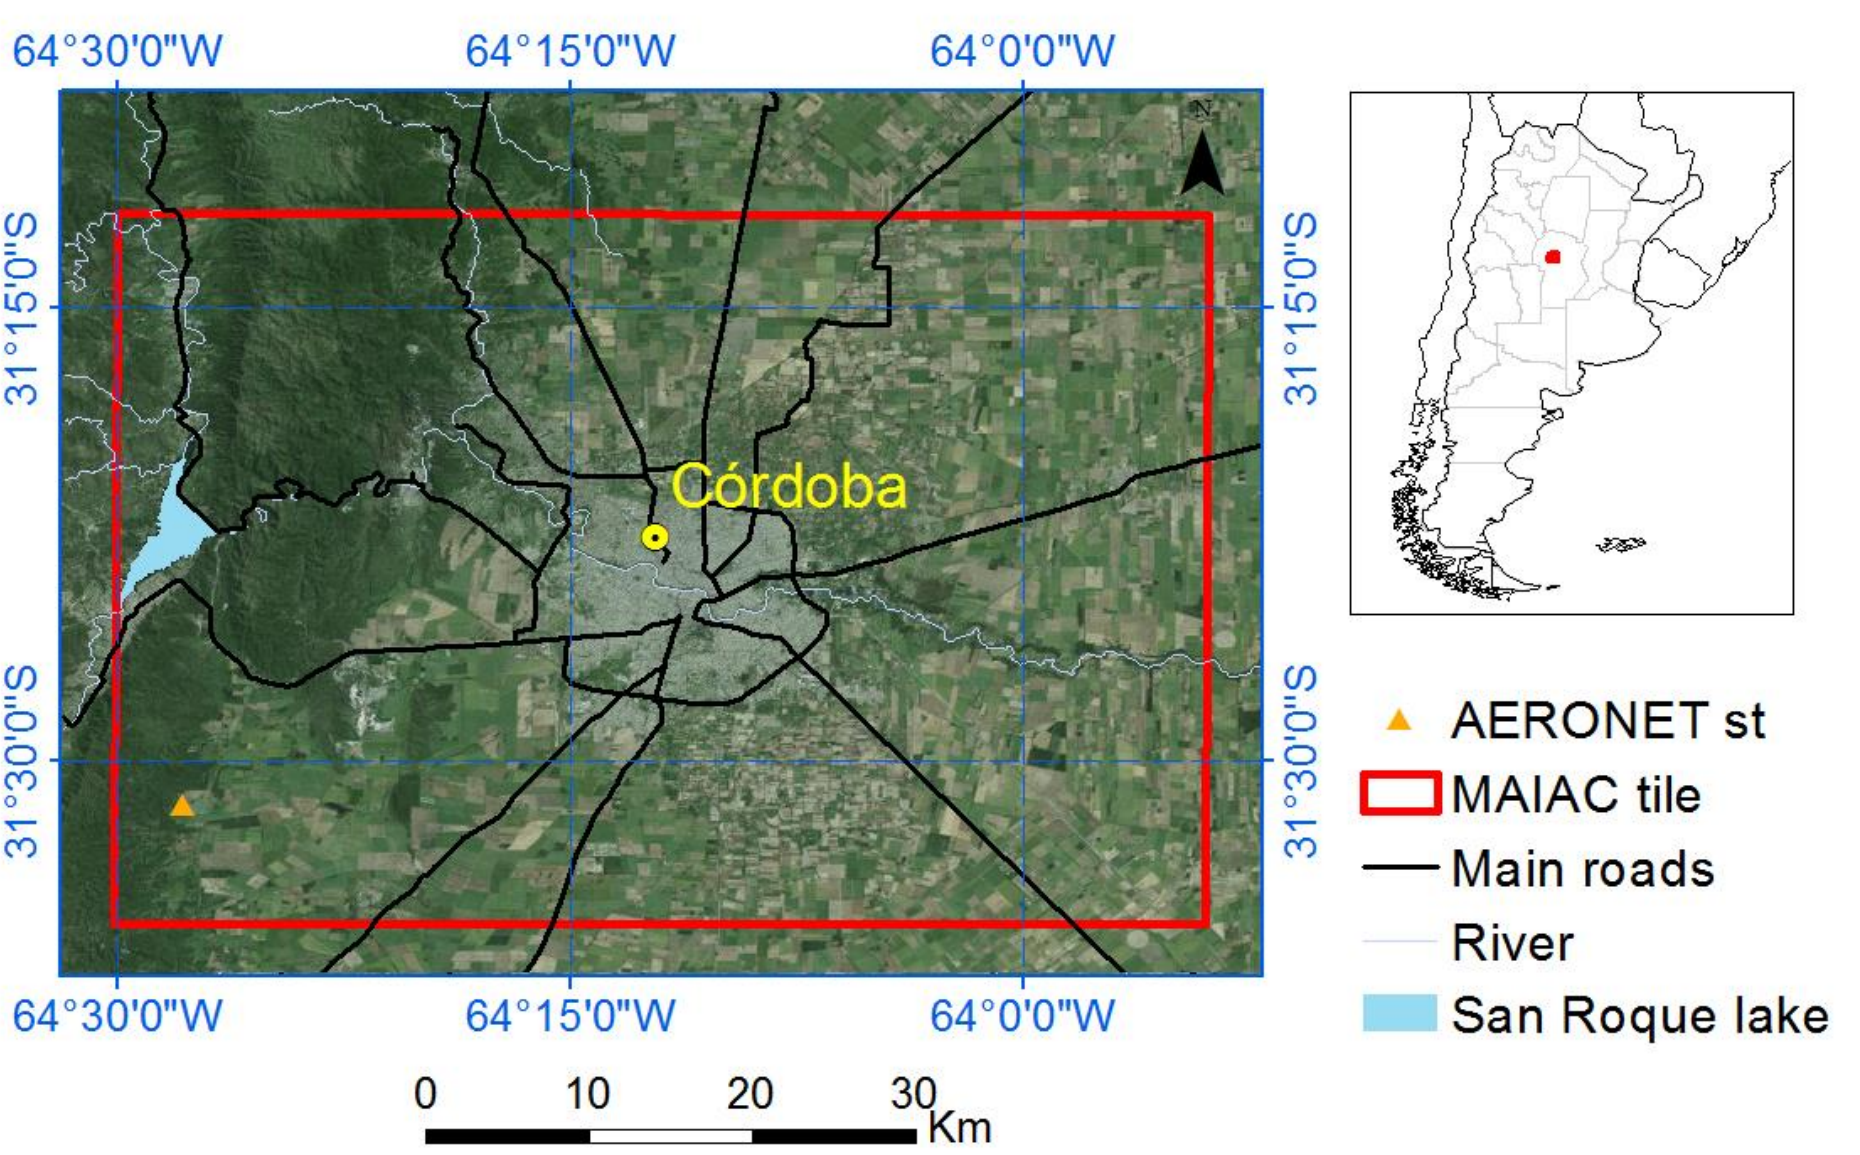 64°30'0"W 64°15'0"W 64°0'0"W
N
31°15'0"S 31°15'0"S
Córdoba
31°30'0"S 31°30'0"S
64°30'0"W 64°15'0"W 64°0'0"W
0 10 20 30
Km
AERONET st
MAIAC tile
Main roads
River
San Roque lake